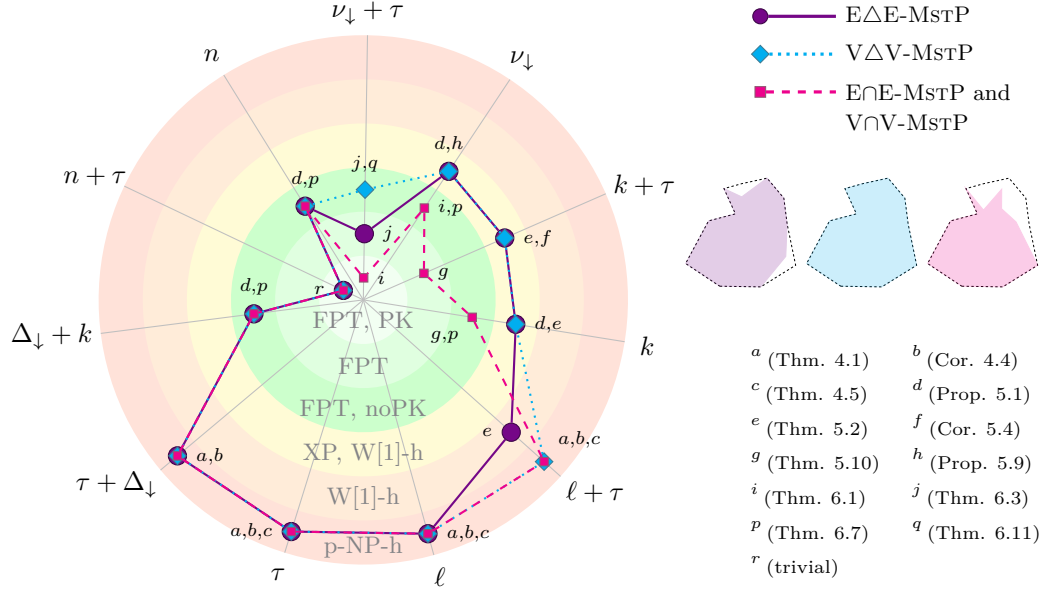 ν↓ + τ
n
ν↓
E△E-MSTP
V△V-MSTP
E∩E-MSTP and
V∩V-MSTP
n + τ
k + τ
d,h
j,q
d,p
i,p
j
e,f
r
i
g
d,p
FPT, PK
g,p
d,e
Δ↓ + k
k
FPT
FPT, noPK
e
a,b,c
XP, W[1]-h
a,b
τ + Δ↓
W[1]-h
ℓ + τ
a,b,c
a,b,c
p-NP-h
τ
ℓ
a (Thm. 4.1)
b (Cor. 4.4)
c (Thm. 4.5)
d (Prop. 5.1)
e (Thm. 5.2)
f (Cor. 5.4)
g (Thm. 5.10)
h (Prop. 5.9)
i (Thm. 6.1)
j (Thm. 6.3)
p (Thm. 6.7)
q (Thm. 6.11)
r (trivial)